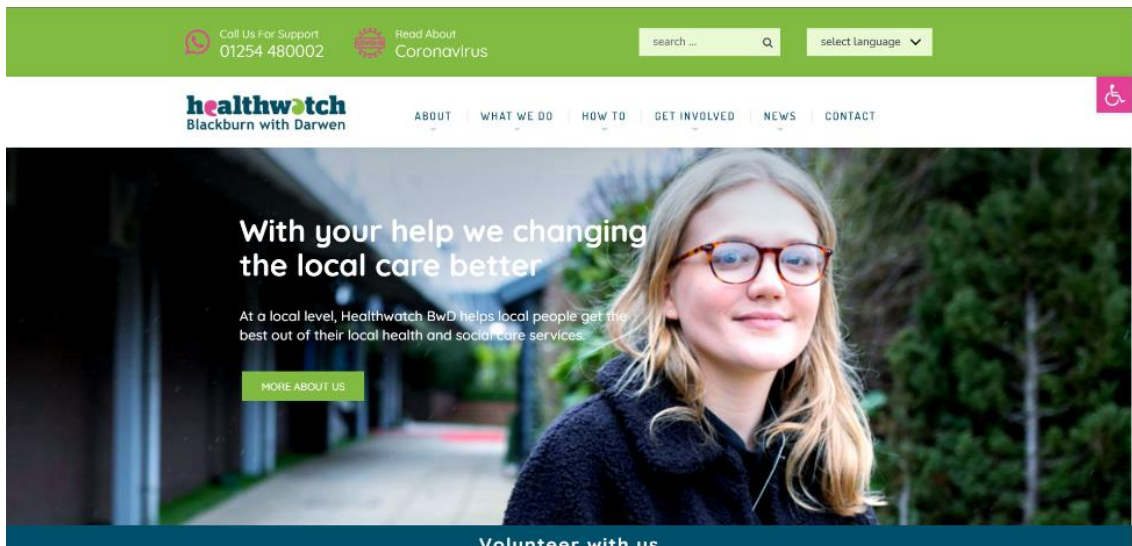 Call Us For Support
01254 480002
Read About
Coronavirus
search ...
select language
healthwatch
Blackburn with Darwen
ABOUT
WHAT WE DO
HOW TO
GET INVOLVED
NEWS
CONTACT
With your help we changing
the local care better
At a local level, Healthwatch BwD helps local people get the
best out of their local health and social care services.
MORE ABOUT US
Volunteer with us